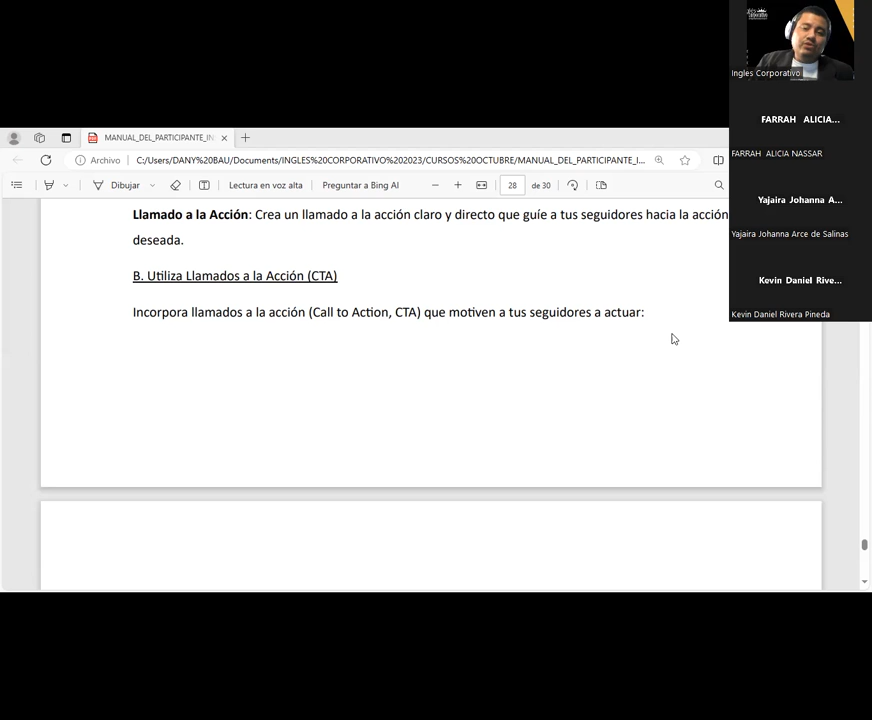 Ingles Corporativo
FARRAH ALICIA...
FARRAH ALICIA NASSAR
Yajaira Johanna A...
Yajaira Johanna Arce de Salinas
Kevin Daniel Rive...
Kevin Daniel Rivera Pineda
MANUAL_DEL_PARTICIPANTE_IN
Archivo
C:/Users/DANY%20BAU/Documents/INGLES%20CORPORATIVO%202023/CURSOS%20OCTUBRE/MANUAL_DEL_PARTICIPANTE_I...
Dibujar
Lectura en voz alta
Preguntar a Bing AI
28 de 30
Llamado a la Acción: Crea un llamado a la acción claro y directo que guíe a tus seguidores hacia la acción
deseada.
B. Utiliza Llamados a la Acción (CTA)
Incorpora llamados a la acción (Call to Action, CTA) que motiven a tus seguidores a actuar: